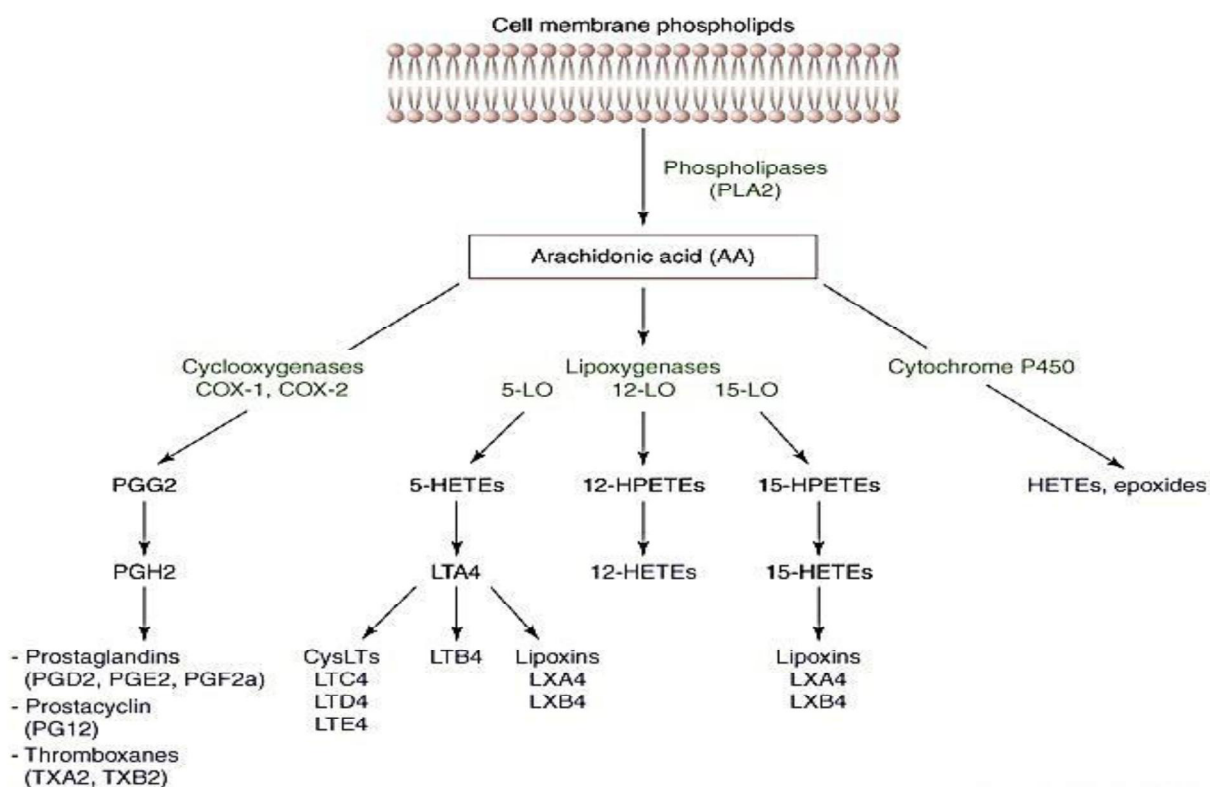 Cell membrane phospholipds
Phospholipases
(PLA2)
Arachidonic acid (AA)
Cyclooxygenases
COX-1, COX-2
Lipoxygenases
5-LO 12-LO 15-LO
Cytochrome P450
PGG2
5-HETEs
12-HPETEs
15-HPETEs
HETEs, epoxides
PGH2
LTA4
12-HETEs
15-HETEs
- Prostaglandins
(PGD2, PGE2, PGF2a)
- Prostacyclin
(PG12)
- Thromboxanes
(TXA2, TXB2)
CysLTs
LTC4
LTD4
LTE4
LTB4
Lipoxins
LXA4
LXB4
Lipoxins
LXA4
LXB4